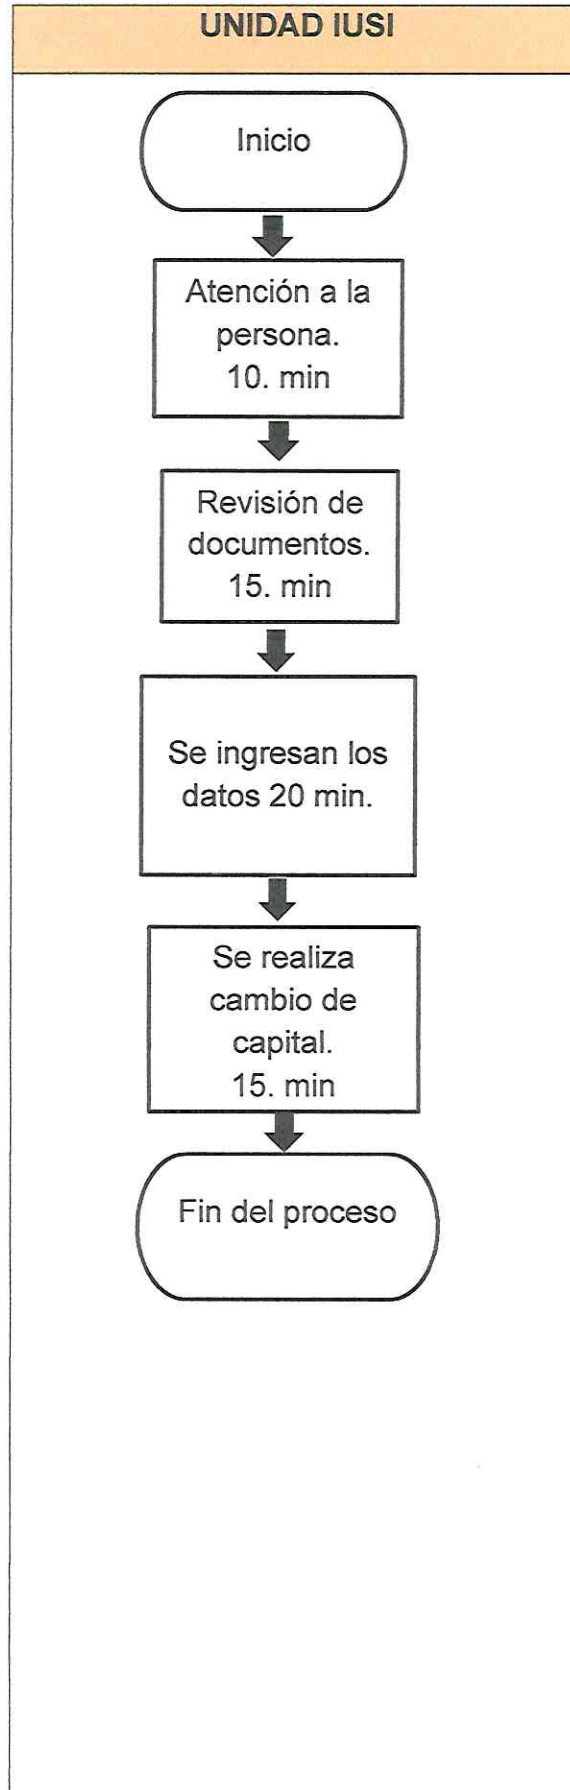 UNIDAD IUSI
Inicio
Atención a la
persona.
10. min
Revisión de
documentos.
15. min
Se ingresan los
datos 20 min.
Se realiza
cambio de
capital.
15. min
Fin del proceso